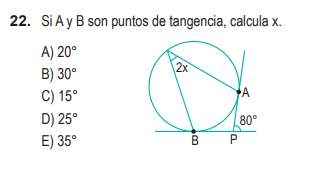 22. Si A y B son puntos de tangencia, calcula x.
A) 20°
B) 30°
C) 15°
D) 25°
E) 35°
2x
A
80°
B
P